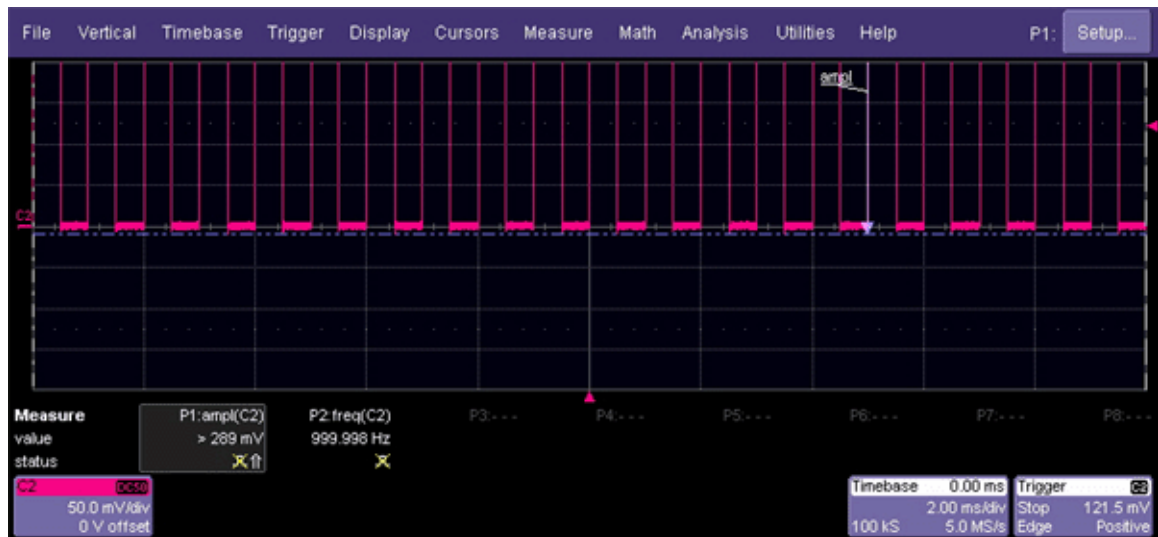 File Vertical Timebase Trigger Display Cursors Measure Math Analysis Utilities Help P1: Setup...
ampl
C2
Measure P1:ampl(C2) P2:freq(C2) P3:- - - P4:- - - P5:- - - P6:- - - P7:- - - P8:- - -
value > 289 mV 999.998 Hz
status
C2 DC50
50.0 mV/div
0 V offset
Timebase 0.00 ms
2.00 ms/div
100 kS 5.0 MS/s
Trigger C2
Stop 121.5 mV
Edge Positive